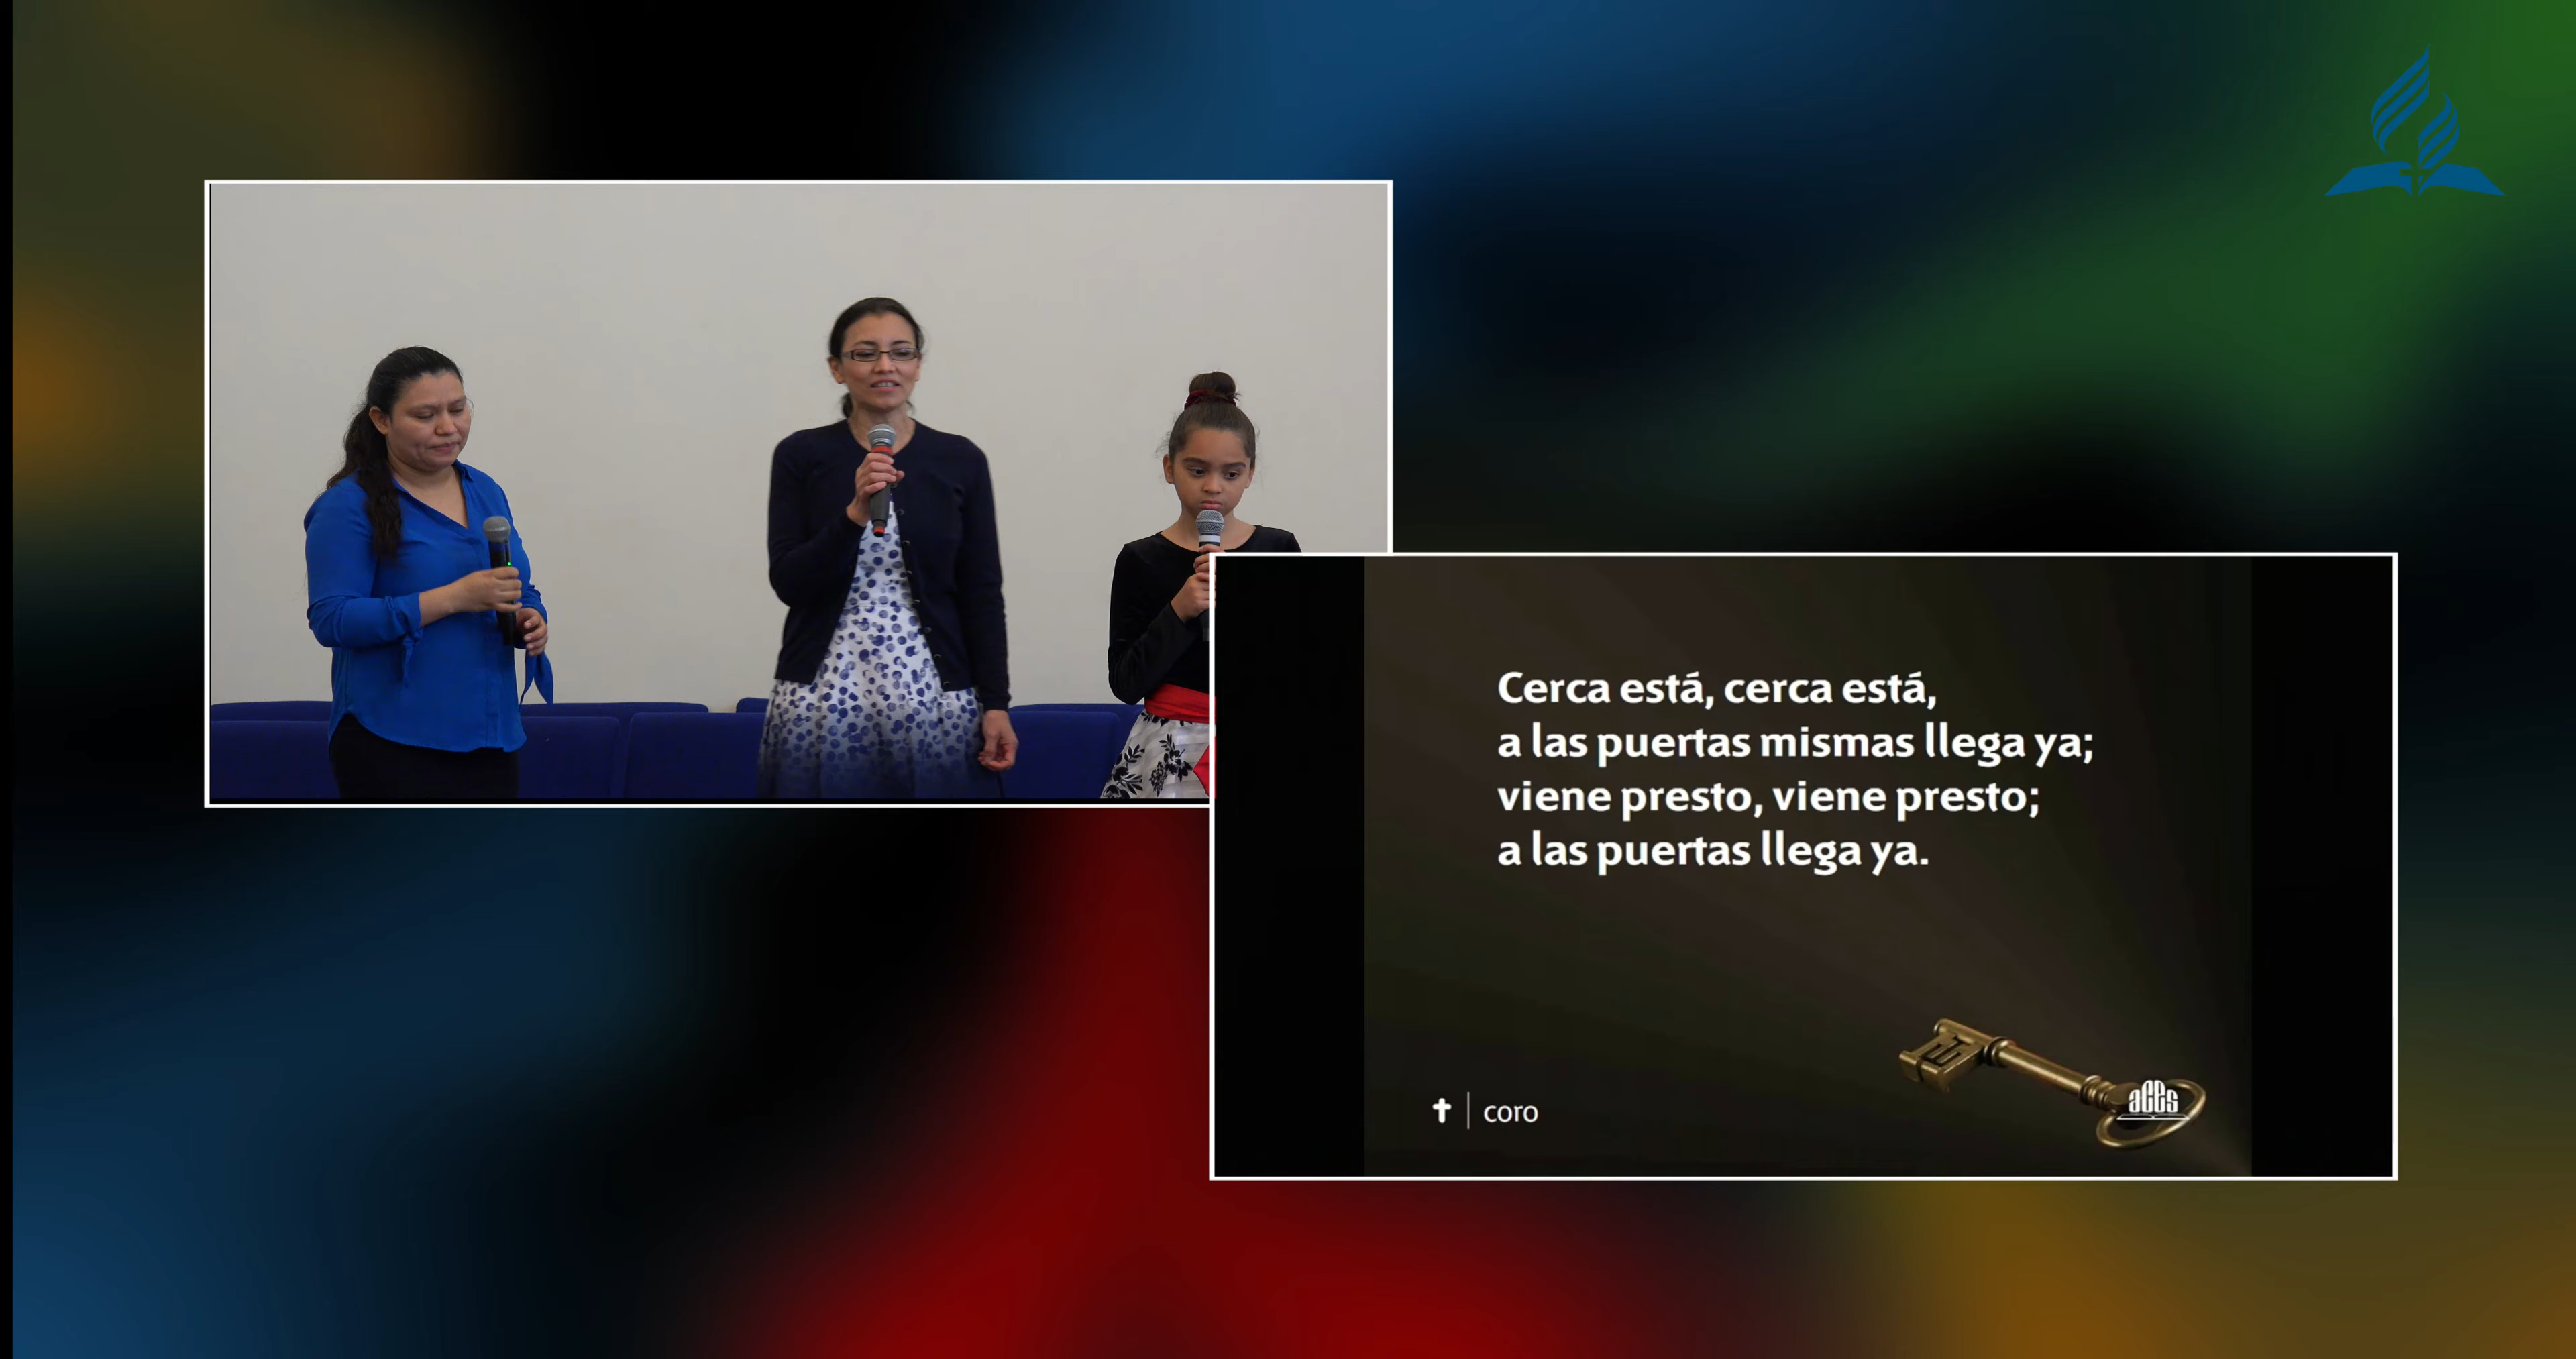 Cerca está, cerca está,
a las puertas mismas llega ya;
viene presto, viene presto;
a las puertas llega ya.
coro
aces